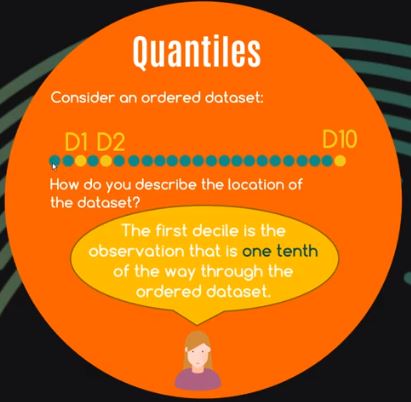 Quantiles
Consider an ordered dataset:
D1 D2 D10
How do you describe the location of
the dataset?
The first decile is the
observation that is one tenth
of the way through the
ordered dataset.